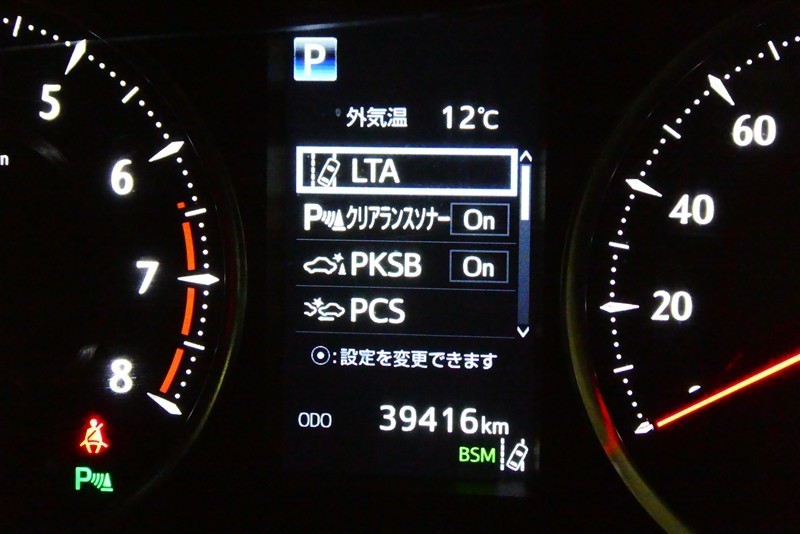 P
外気温 12℃
LTA
Pクリアランスソナー On
PKSB On
PCS
:設定を変更できます
ODO 39416km
BSM
5
6
7
8
P
60
40
20